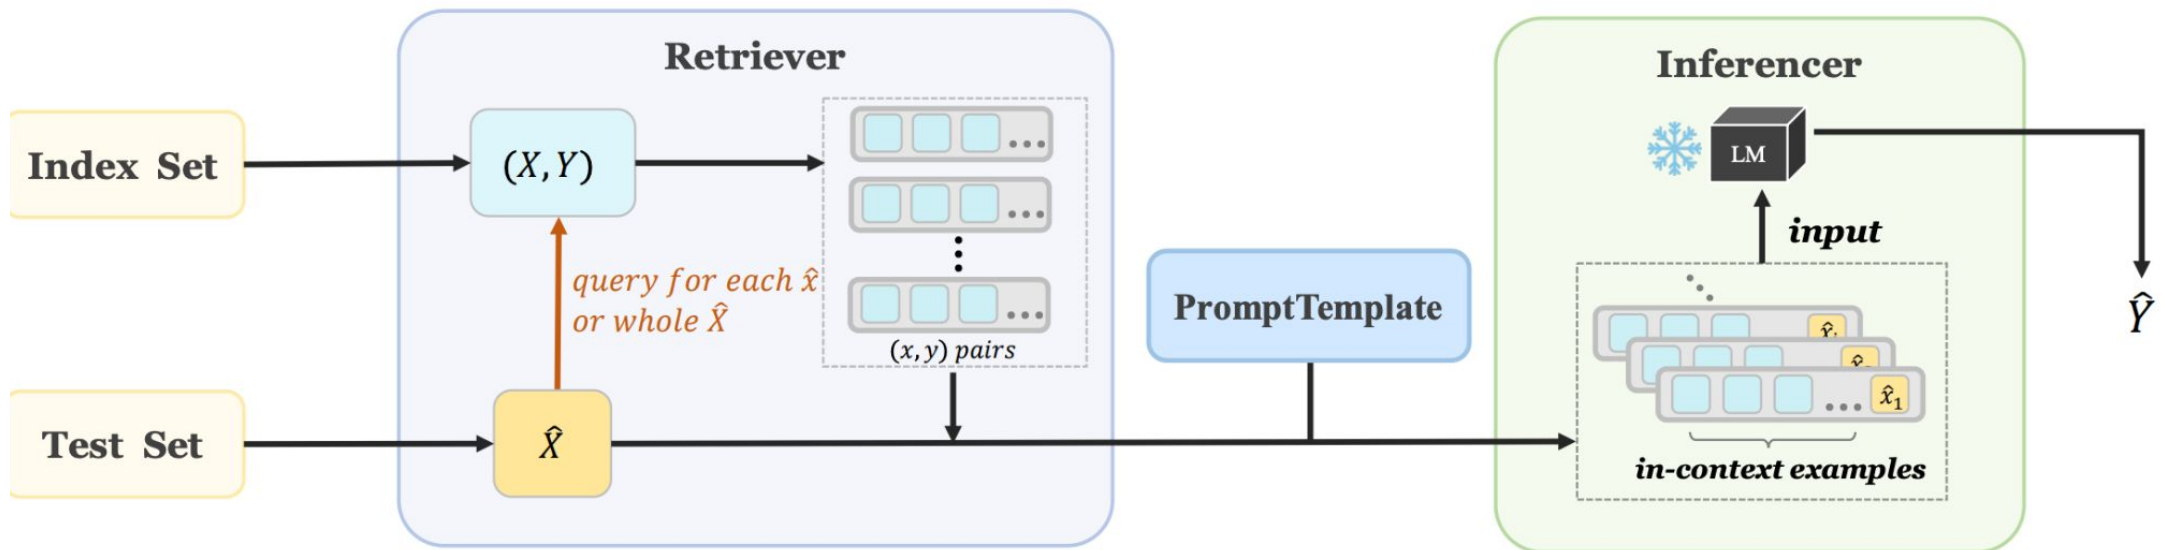 Retriever
Inferencer
Index Set
(X, Y)
LM
input
query for each x̂
or whole X̂
(x, y) pairs
PromptTemplate
Ŷ
Test Set
X̂
x̂₁
in-context examples